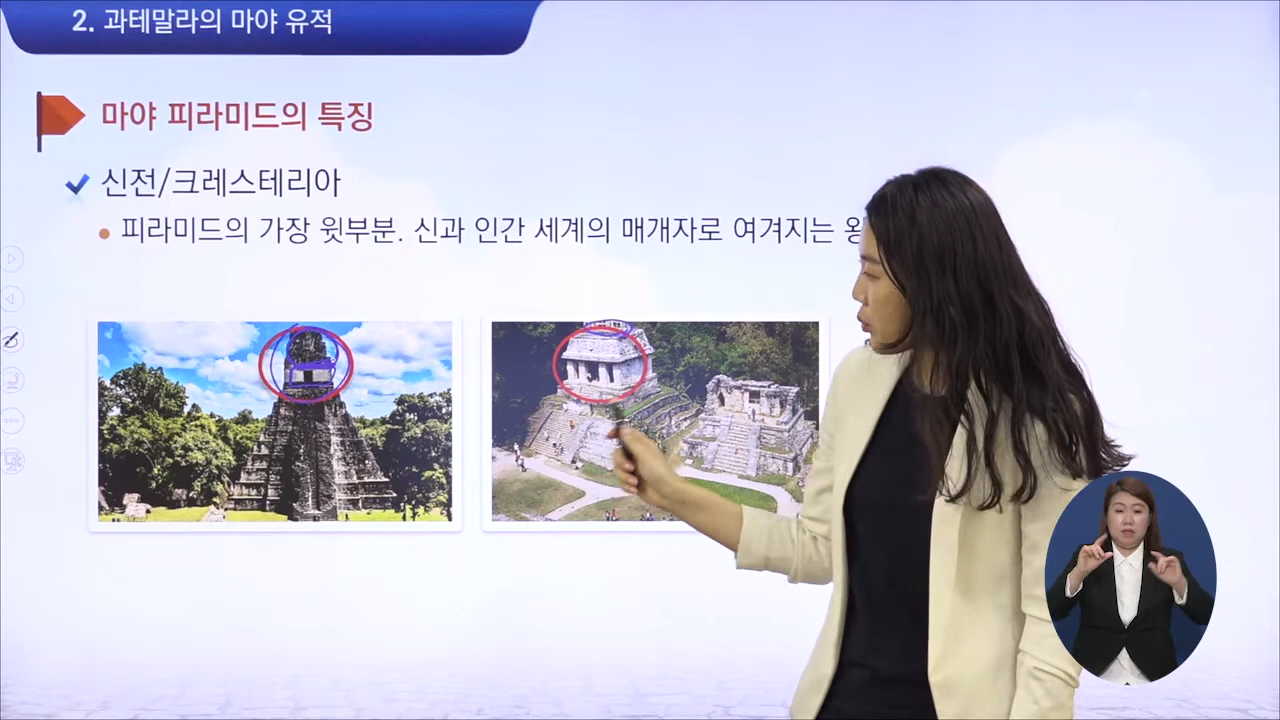 2. 과테말라의 마야 유적
마야 피라미드의 특징
신전/크레스테리아
피라미드의 가장 윗부분. 신과 인간 세계의 매개자로 여겨지는